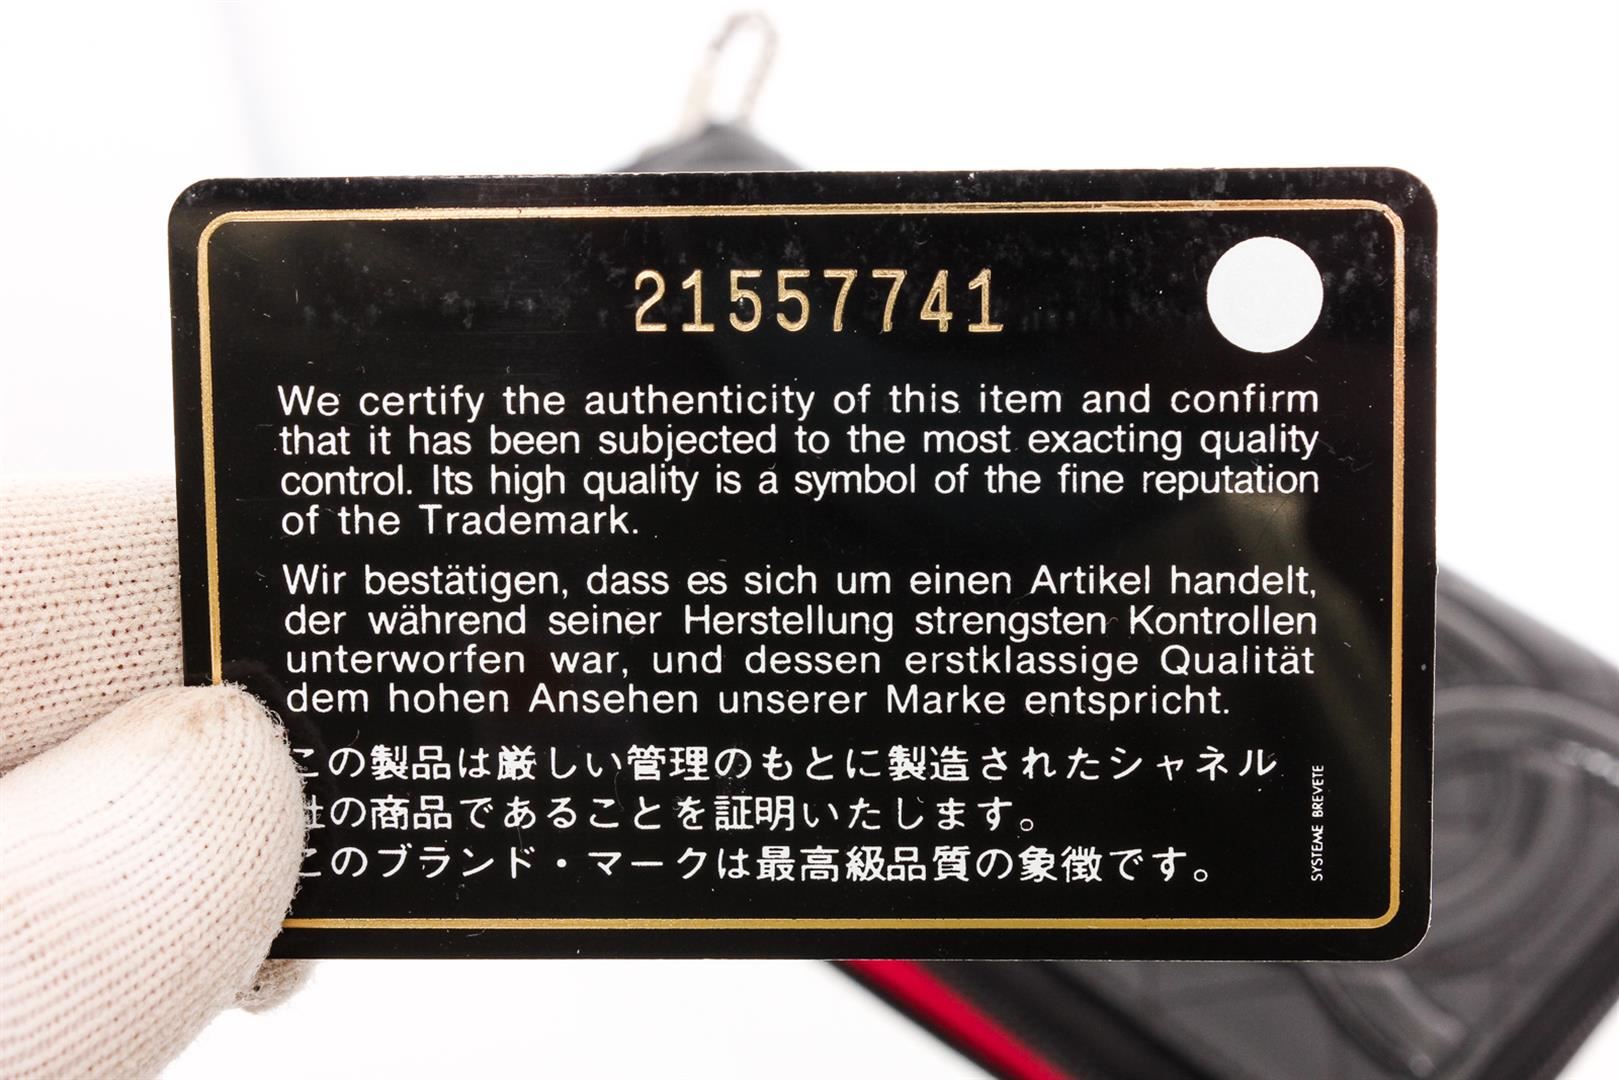 21557741
We certify the authenticity of this item and confirm
that it has been subjected to the most exacting quality
control. Its high quality is a symbol of the fine reputation
of the Trademark.
Wir bestätigen, dass es sich um einen Artikel handelt,
der während seiner Herstellung strengsten Kontrollen
unterworfen war, und dessen erstklassige Qualität
dem hohen Ansehen unserer Marke entspricht.
この製品は厳しい管理のもとに製造されたシャネル
社の商品であることを証明いたします。
このブランド・マークは最高級品質の象徴です。
SYSTEME BREVETE